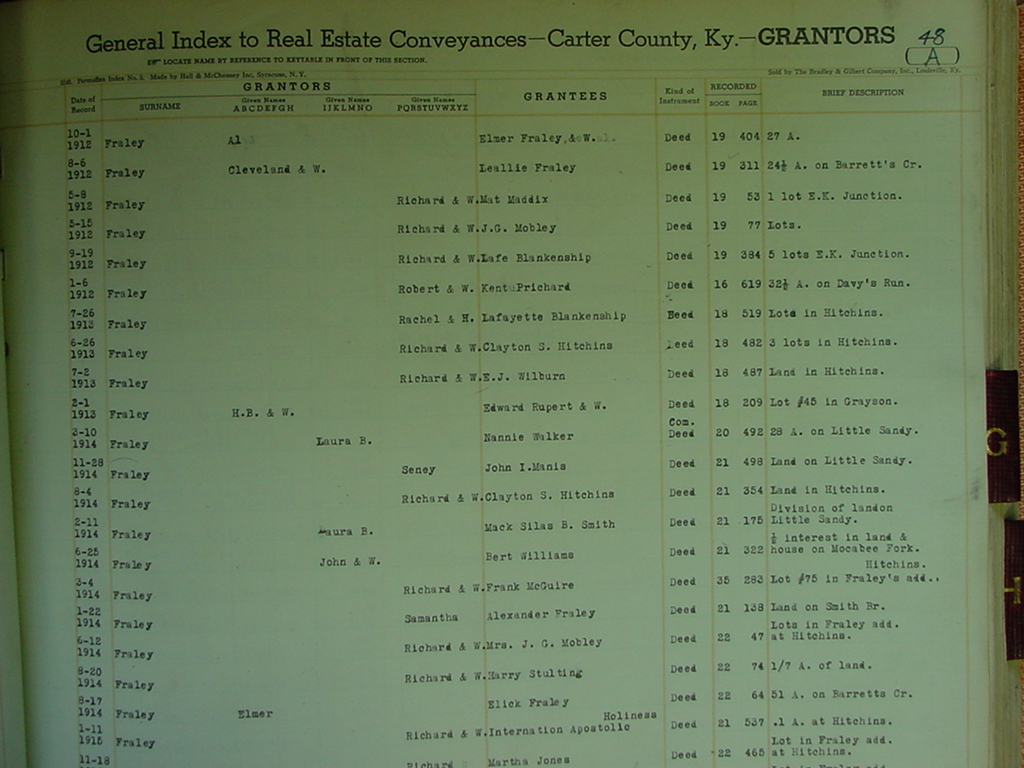 General Index to Real Estate Conveyances—Carter County, Ky.—GRANTORS 48
A
LOCATE NAME BY REFERENCE TO KEYTABLE IN FRONT OF THIS SECTION.
Permaflex Index No. 2. Made by Hall & McChesney Inc. Syracuse, N. Y. Sold by The Bradley & Gilbert Company, Inc., Louisville, Ky.
GRANTORS GRANTEES Kind of Instrument RECORDED BRIEF DESCRIPTION
Date of Record SURNAME Given Names ABCDEFGH Given Names IJKLMNO Given Names PQRSTUVWXYZ BOOK PAGE
10-1 1912 Fraley Al Elmer Fraley & W. Deed 19 404 27 A.
8-6 1912 Fraley Cleveland & W. Leallie Fraley Deed 19 311 24½ A. on Barrett's Cr.
5-8 1912 Fraley Richard & W. Mat Maddix Deed 19 53 1 lot E.K. Junction.
5-15 1912 Fraley Richard & W. J.G. Mobley Deed 19 77 Lots.
9-19 1912 Fraley Richard & W. Lafe Blankenship Deed 19 384 5 lots E.K. Junction.
1-6 1912 Fraley Robert & W. Kent Prichard Deed 16 619 32½ A. on Davy's Run.
7-26 1913 Fraley Rachel & H. Lafayette Blankenship Deed 18 519 Lots in Hitchins.
6-26 1913 Fraley Richard & W. Clayton S. Hitchins Deed 18 482 3 lots in Hitchins.
7-2 1913 Fraley Richard & W. E.J. Wilburn Deed 18 487 Land in Hitchins.
2-1 1913 Fraley H.B. & W. Edward Rupert & W. Deed 18 209 Lot #45 in Grayson.
3-10 1914 Fraley Laura B. Nannie Walker Com. Deed 20 492 28 A. on Little Sandy.
11-28 1914 Fraley Seney John I. Manis Deed 21 498 Land on Little Sandy.
8-4 1914 Fraley Richard & W. Clayton S. Hitchins Deed 21 354 Land in Hitchins.
2-11 1914 Fraley Laura B. Mack Silas B. Smith Deed 21 175 Division of landon Little Sandy.
6-25 1914 Fraley John & W. Bert Williams Deed 21 322 ½ interest in land & house on Mocabee Fork.
3-4 1914 Fraley Richard & W. Frank McGuire Deed 35 283 Lot #75 in Fraley's add., Hitchins.
1-22 1914 Fraley Samantha Alexander Fraley Deed 21 138 Land on Smith Br.
6-12 1914 Fraley Richard & W. Mrs. J. G. Mobley Deed 22 47 Lots in Fraley add. at Hitchins.
8-20 1914 Fraley Richard & W. Harry Stulting Deed 22 74 1/7 A. of land.
8-17 1914 Fraley Elmer Elick Fraley Deed 22 64 51 A. on Barretts Cr.
1-11 1915 Fraley Richard & W. Internation Apostolic Holiness Deed 21 537 .1 A. at Hitchins.
11-18 Richard Martha Jones Deed 22 465 Lot in Fraley add. at Hitchins.
G
H